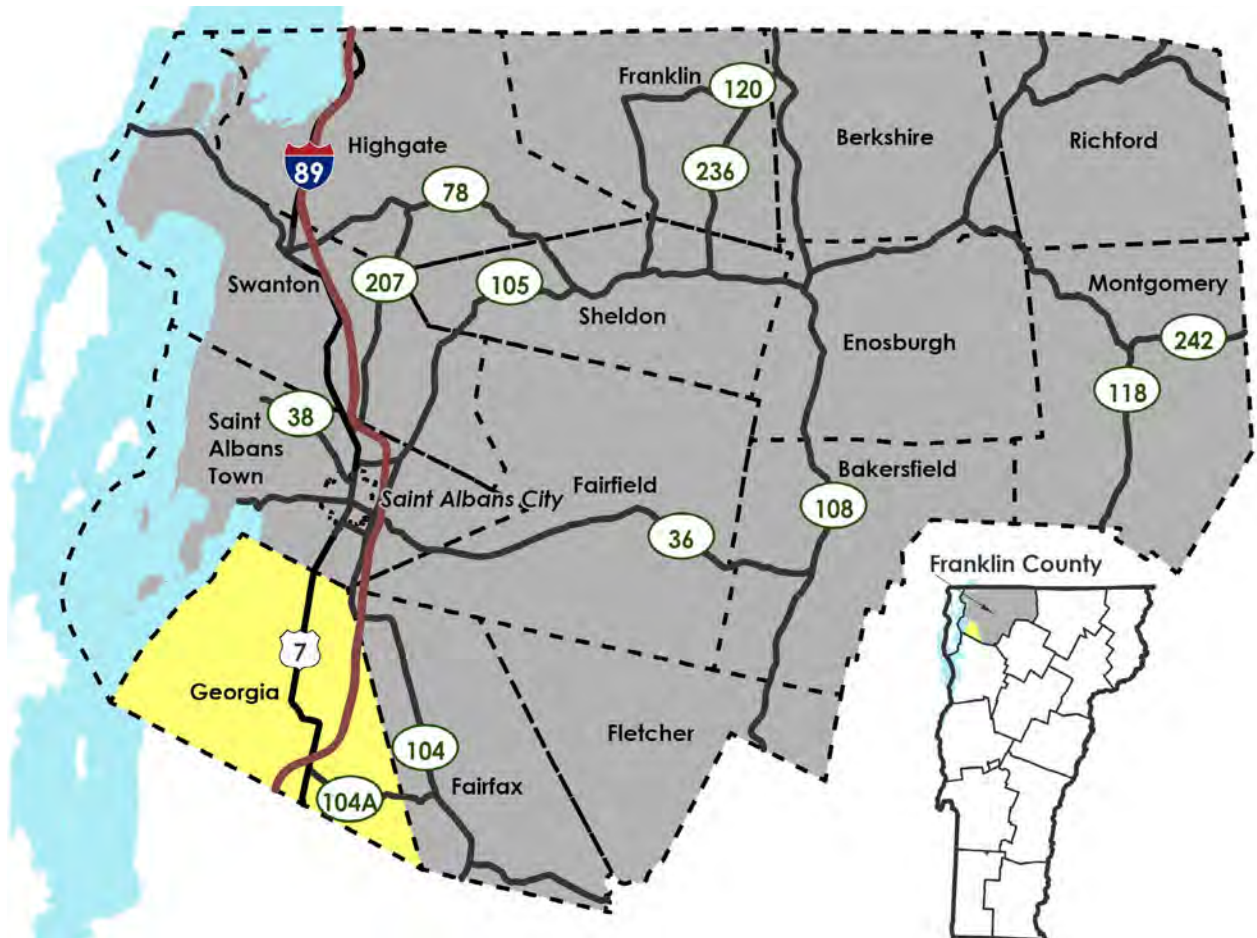 Franklin
120
Berkshire
Richford
Highgate
89
236
78
Swanton
207
105
Sheldon
Montgomery
Enosburgh
242
118
38
Saint
Albans
Town
Saint Albans City
Fairfield
Bakersfield
108
36
Franklin County
7
Georgia
104
Fletcher
Fairfax
104A